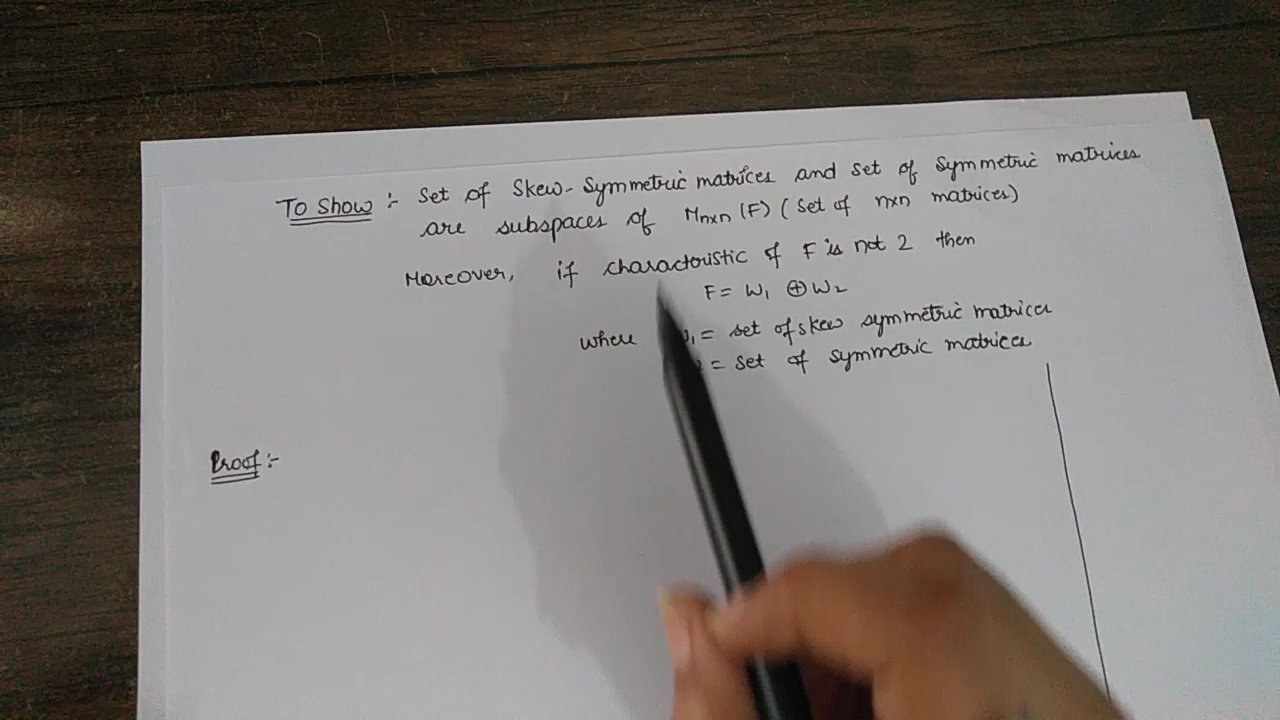 To Show :- Set of Skew-Symmetric matrices and set of symmetric matrices
are subspaces of Mnxn (F) (Set of nxn matrices)
Moreover, if characteristic of F is not 2 then
F = W1 ⊕ W2
where W1 = set of skew symmetric matrices
= set of symmetric matrices
Proof :-